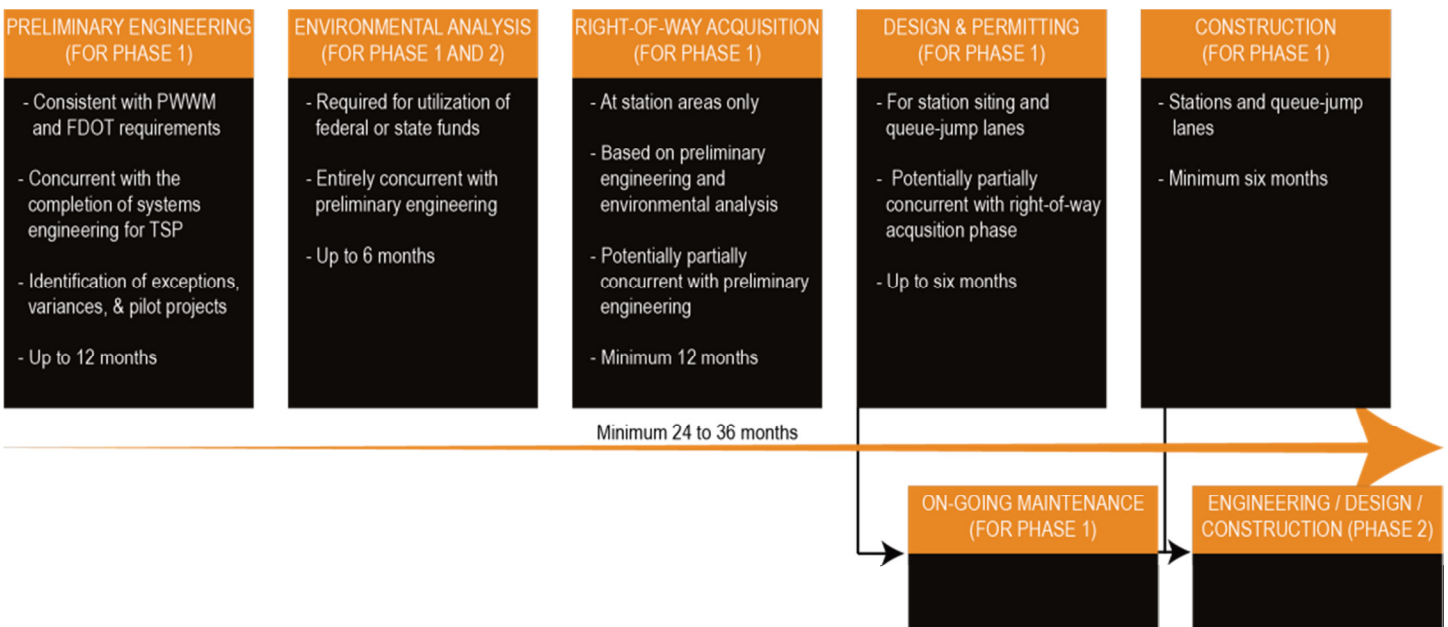 PRELIMINARY ENGINEERING
(FOR PHASE 1)
- Consistent with PWWM
and FDOT requirements
- Concurrent with the
completion of systems
engineering for TSP
- Identification of exceptions,
variances, & pilot projects
- Up to 12 months
ENVIRONMENTAL ANALYSIS
(FOR PHASE 1 AND 2)
- Required for utilization of
federal or state funds
- Entirely concurrent with
preliminary engineering
- Up to 6 months
RIGHT-OF-WAY ACQUISITION
(FOR PHASE 1)
- At station areas only
- Based on preliminary
engineering and
environmental analysis
- Potentially partially
concurrent with preliminary
engineering
- Minimum 12 months
DESIGN & PERMITTING
(FOR PHASE 1)
- For station siting and
queue-jump lanes
- Potentially partially
concurrent with right-of-way
acqusition phase
- Up to six months
CONSTRUCTION
(FOR PHASE 1)
- Stations and queue-jump
lanes
- Minimum six months
Minimum 24 to 36 months
ON-GOING MAINTENANCE
(FOR PHASE 1)
ENGINEERING / DESIGN /
CONSTRUCTION (PHASE 2)